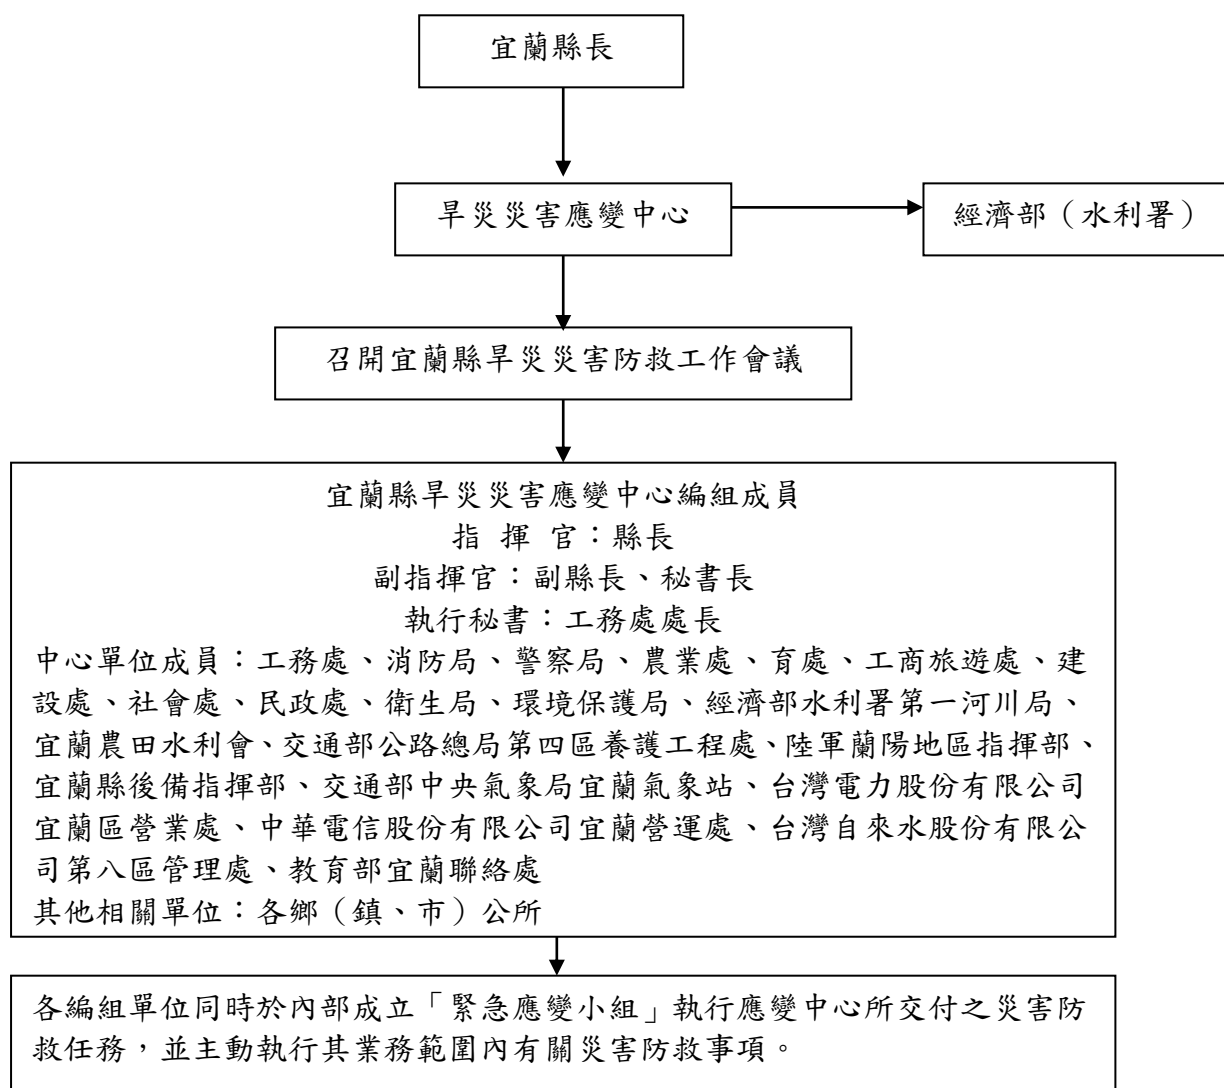 宜蘭縣長
旱災災害應變中心
經濟部（水利署）
召開宜蘭縣旱災災害防救工作會議
宜蘭縣旱災災害應變中心編組成員
指 揮 官：縣長
副指揮官：副縣長、秘書長
執行秘書：工務處處長
中心單位成員：工務處、消防局、警察局、農業處、育處、工商旅遊處、建
設處、社會處、民政處、衛生局、環境保護局、經濟部水利署第一河川局、
宜蘭農田水利會、交通部公路總局第四區養護工程處、陸軍蘭陽地區指揮部、
宜蘭縣後備指揮部、交通部中央氣象局宜蘭氣象站、台灣電力股份有限公司
宜蘭區營業處、中華電信股份有限公司宜蘭營運處、台灣自來水股份有限公
司第八區管理處、教育部宜蘭聯絡處
其他相關單位：各鄉（鎮、市）公所
各編組單位同時於內部成立「緊急應變小組」執行應變中心所交付之災害防
救任務，並主動執行其業務範圍內有關災害防救事項。